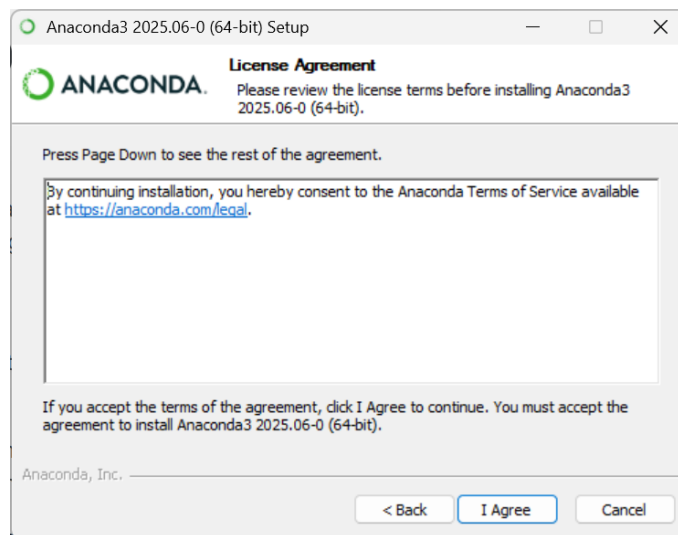 Anaconda3 2025.06-0 (64-bit) Setup
ANACONDA.
License Agreement
Please review the license terms before installing Anaconda3
2025.06-0 (64-bit).
Press Page Down to see the rest of the agreement.
By continuing installation, you hereby consent to the Anaconda Terms of Service available
at https://anaconda.com/legal.
If you accept the terms of the agreement, click I Agree to continue. You must accept the
agreement to install Anaconda3 2025.06-0 (64-bit).
Anaconda, Inc.
< Back
I Agree
Cancel